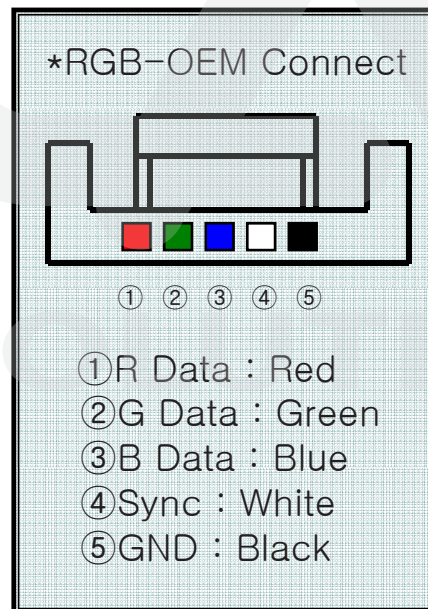 *RGB-OEM Connect
① ② ③ ④ ⑤
①R Data : Red
②G Data : Green
③B Data : Blue
④Sync : White
⑤GND : Black